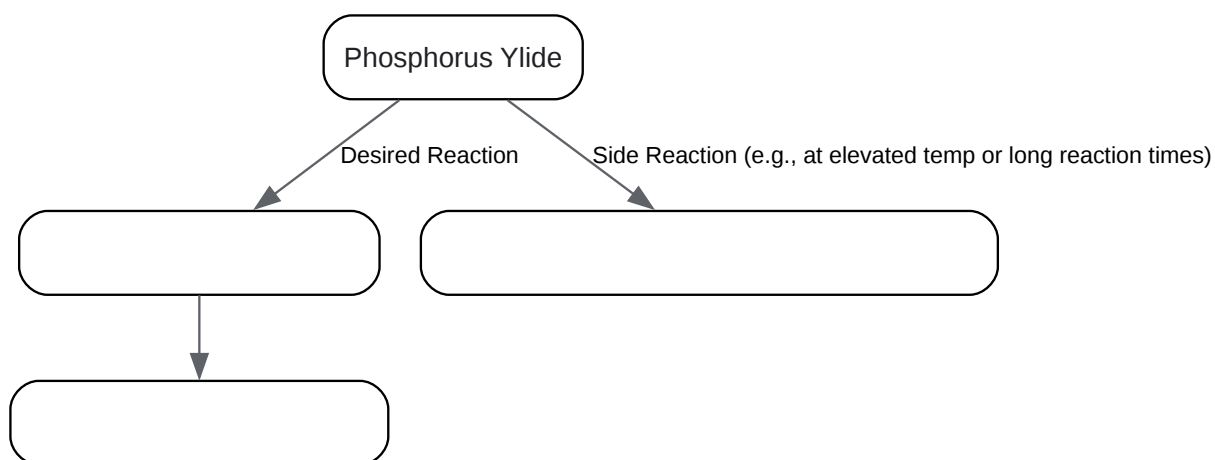 Phosphorus Ylide
Desired Reaction
Side Reaction (e.g., at elevated temp or long reaction times)